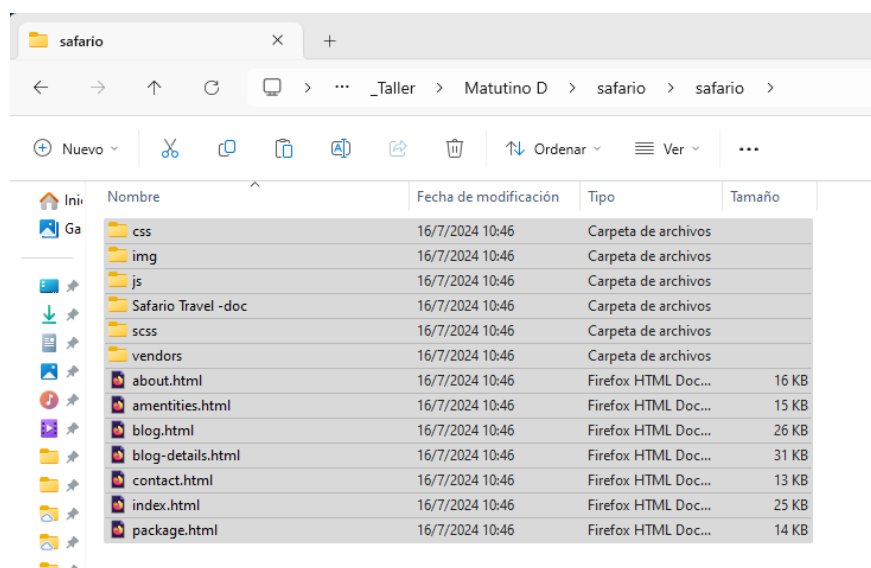 safario
_Taller > Matutino D > safario > safario >
Nuevo Ordenar Ver
Nombre Fecha de modificación Tipo Tamaño
Ini
Ga
css 16/7/2024 10:46 Carpeta de archivos
img 16/7/2024 10:46 Carpeta de archivos
js 16/7/2024 10:46 Carpeta de archivos
Safario Travel -doc 16/7/2024 10:46 Carpeta de archivos
scss 16/7/2024 10:46 Carpeta de archivos
vendors 16/7/2024 10:46 Carpeta de archivos
about.html 16/7/2024 10:46 Firefox HTML Doc... 16 KB
amentities.html 16/7/2024 10:46 Firefox HTML Doc... 15 KB
blog.html 16/7/2024 10:46 Firefox HTML Doc... 26 KB
blog-details.html 16/7/2024 10:46 Firefox HTML Doc... 31 KB
contact.html 16/7/2024 10:46 Firefox HTML Doc... 13 KB
index.html 16/7/2024 10:46 Firefox HTML Doc... 25 KB
package.html 16/7/2024 10:46 Firefox HTML Doc... 14 KB